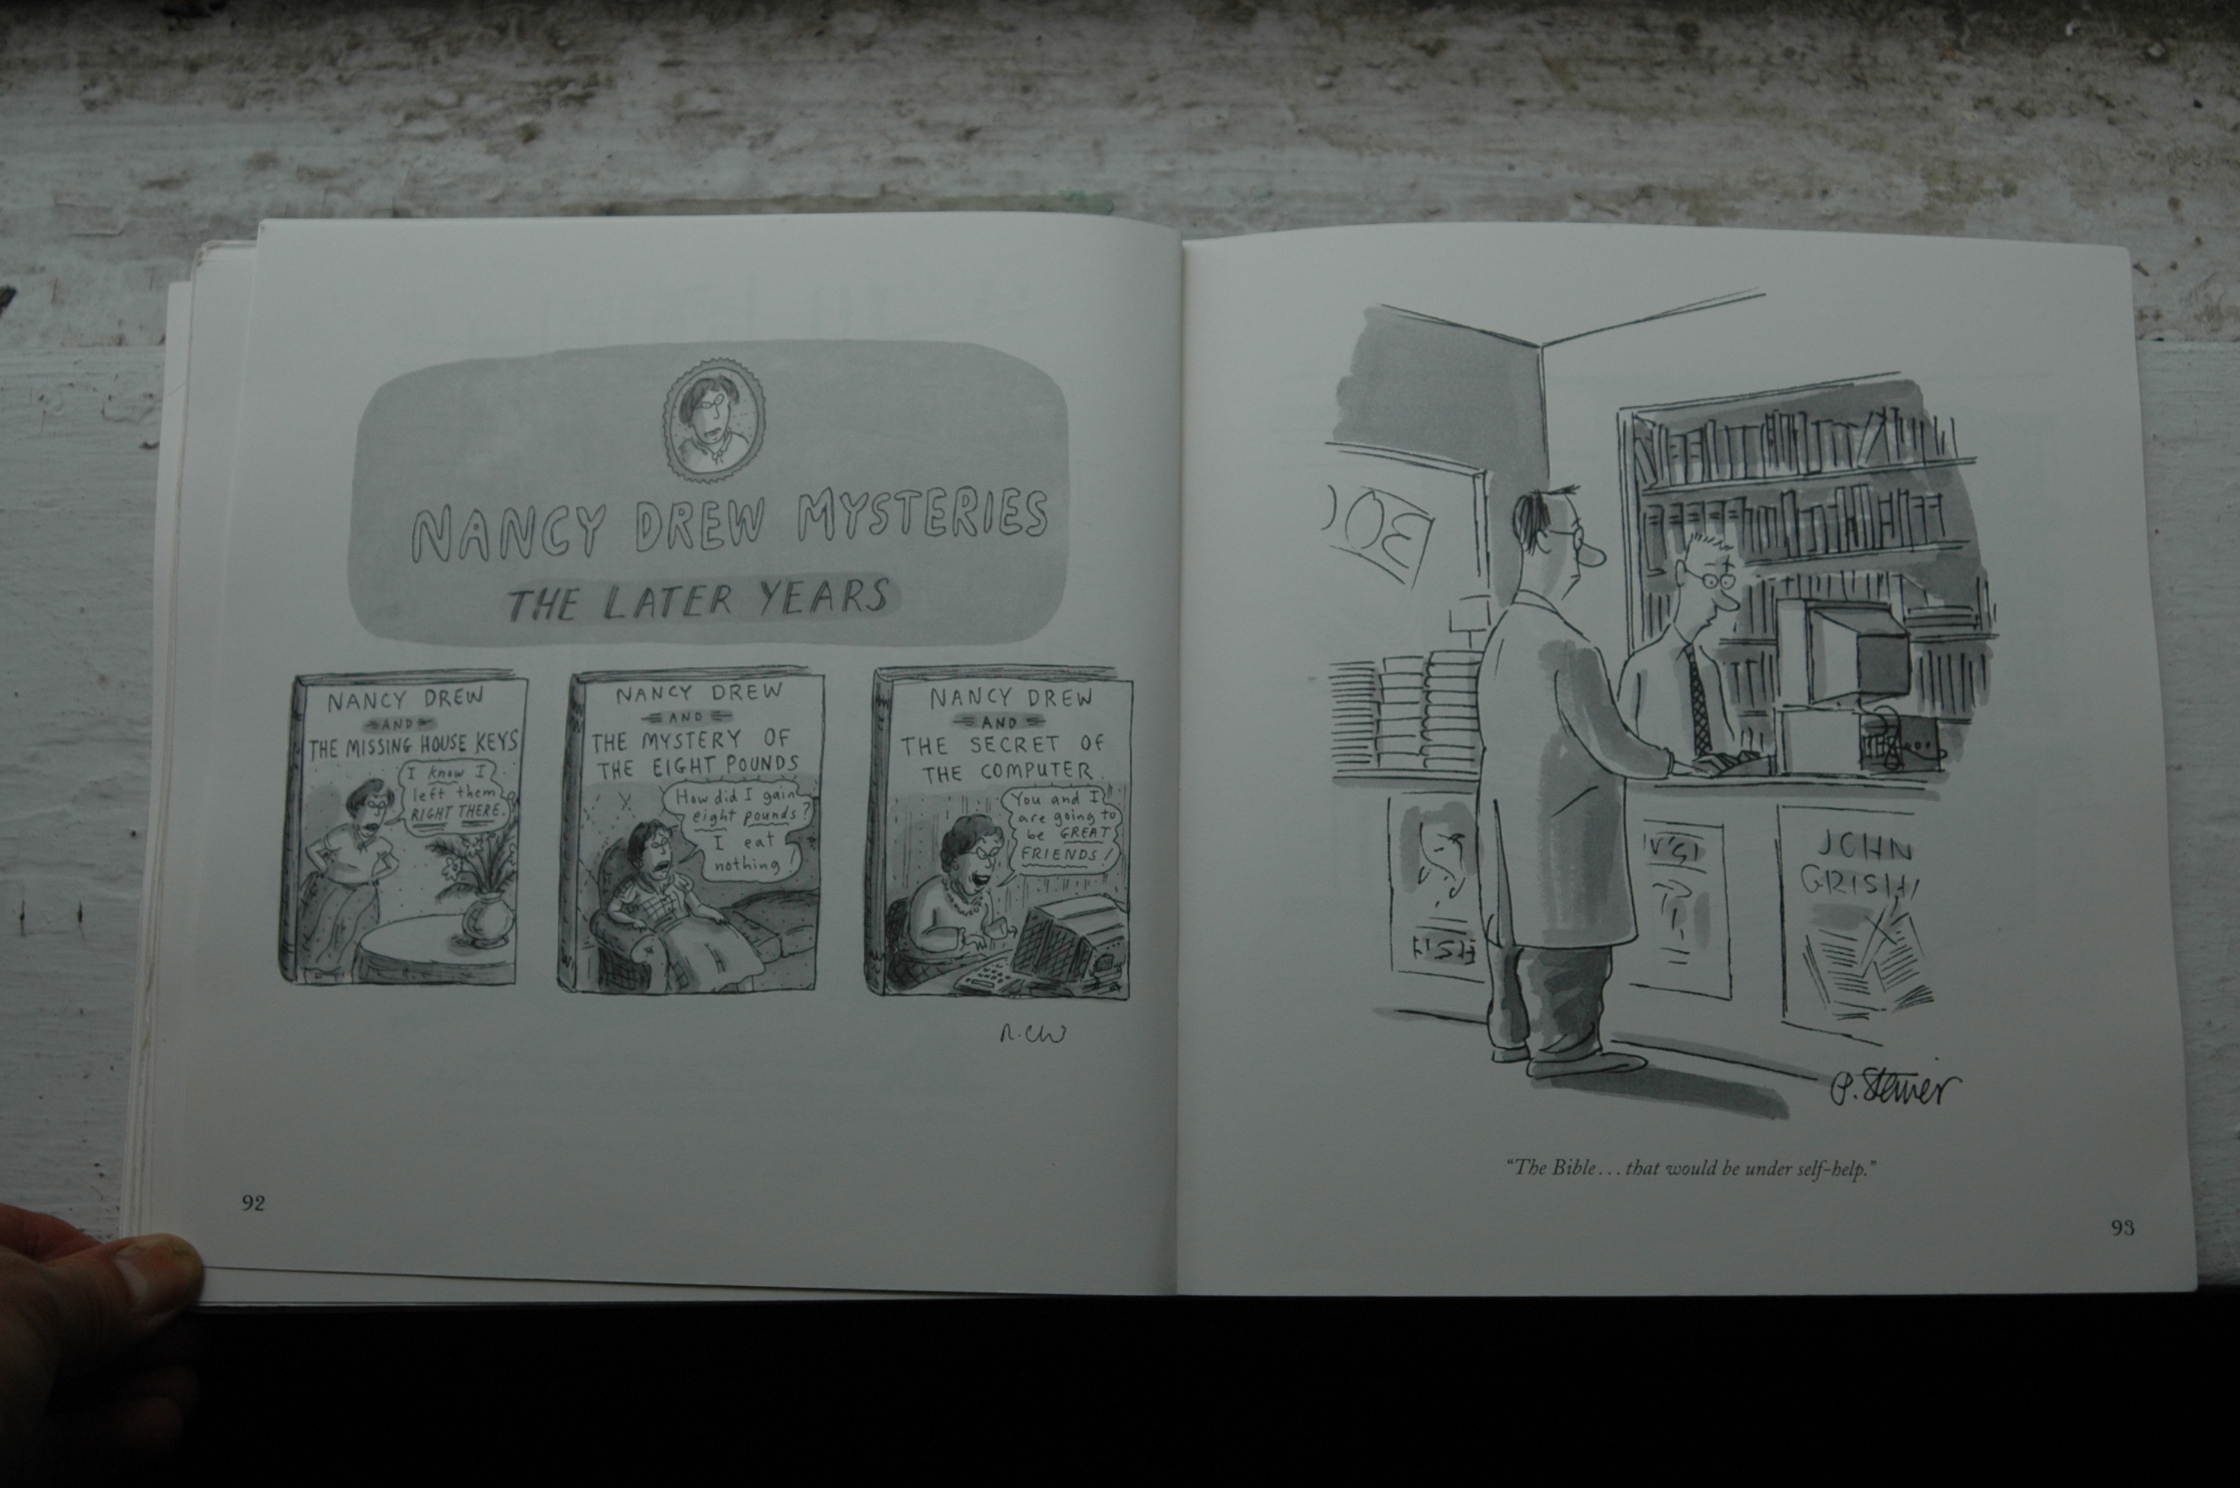 NANCY DREW MYSTERIES
THE LATER YEARS
NANCY DREW
AND
THE MISSING HOUSE KEYS
I know I
left them
RIGHT THERE.
NANCY DREW
AND
THE MYSTERY OF
THE EIGHT POUNDS
How did I gain
eight pounds?
I eat
nothing!
NANCY DREW
AND
THE SECRET OF
THE COMPUTER
You and I
are going to
be GREAT
FRIENDS!
R. Ch
92
BOO
JOHN
GRISH
P. Steiner
"The Bible... that would be under self-help."
93